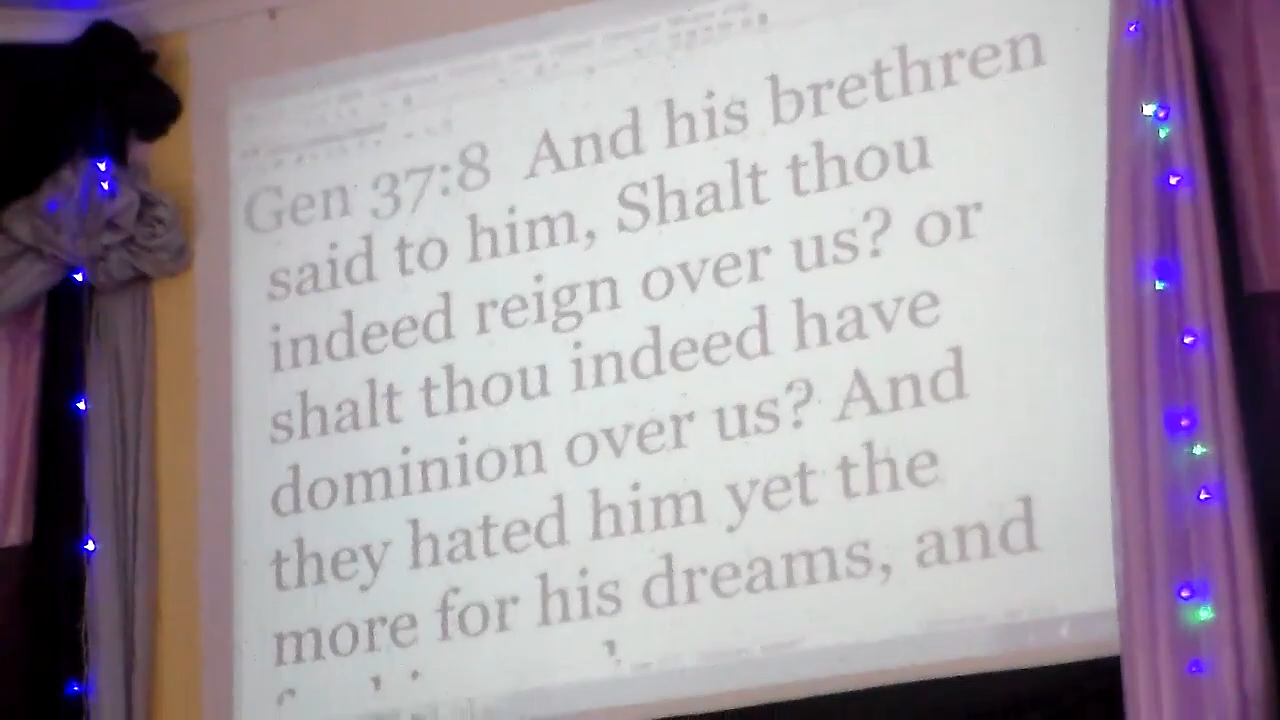 Gen 37:8 And his brethren
said to him, Shalt thou
indeed reign over us? or
shalt thou indeed have
dominion over us? And
they hated him yet the
more for his dreams, and